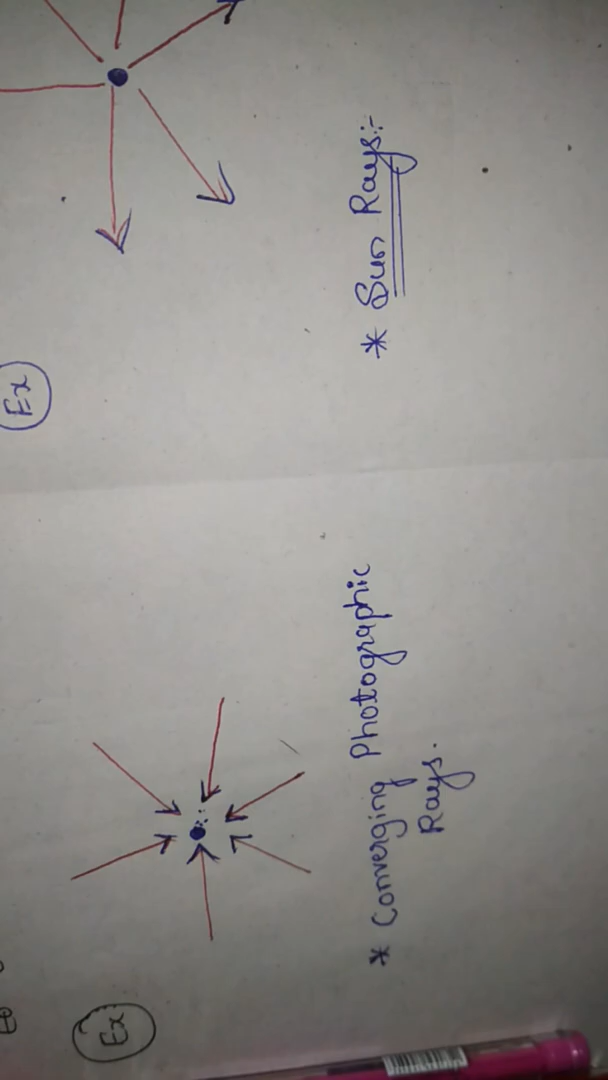 Ex
* Converging Photographic
Rays.
Ex
* Sun Rays:-